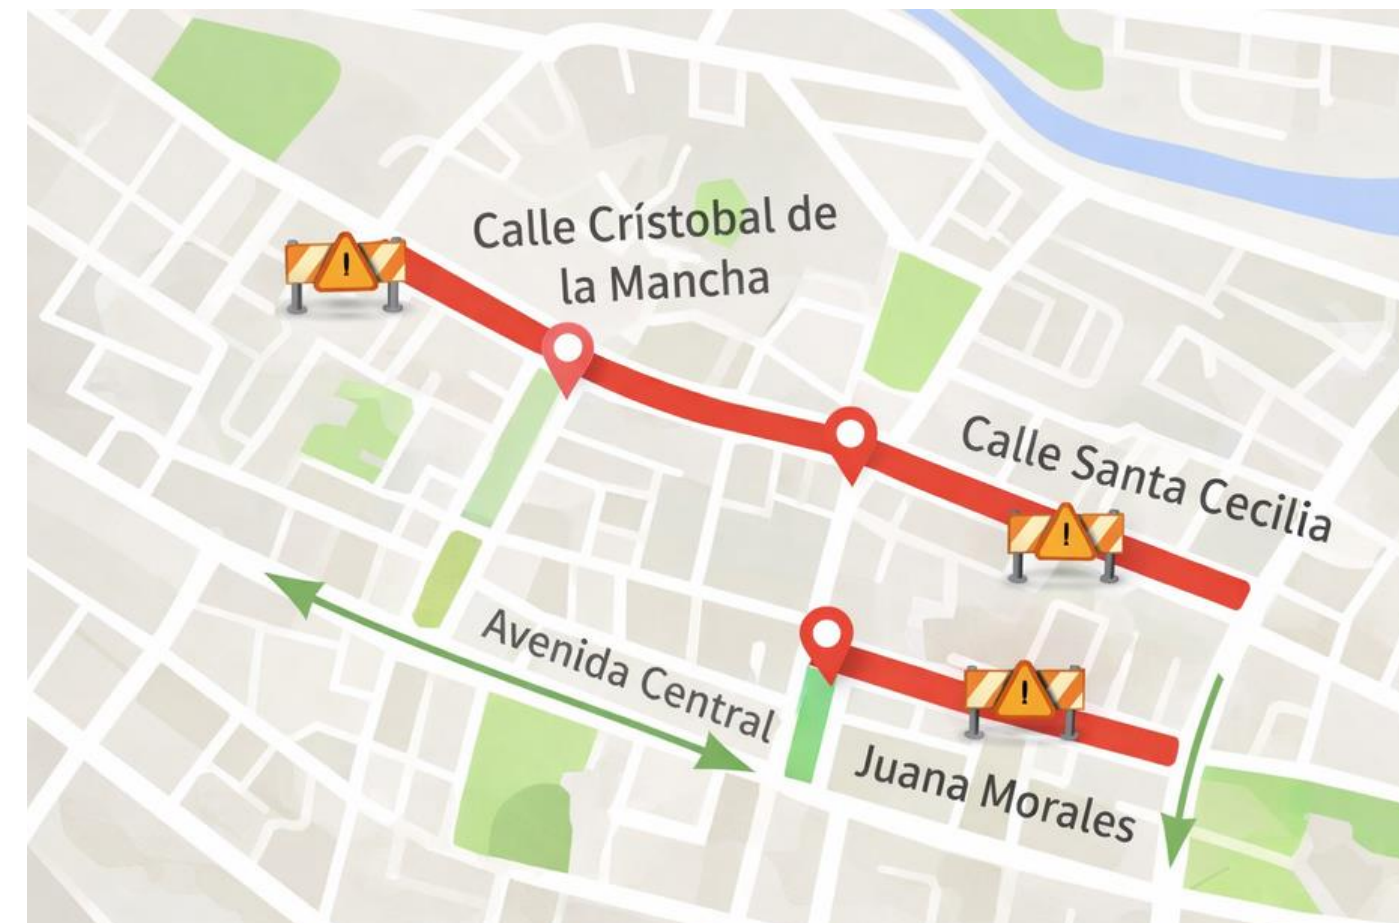 Calle Crístobal de
la Mancha
Calle Santa Cecilia
Avenida Central
Juana Morales